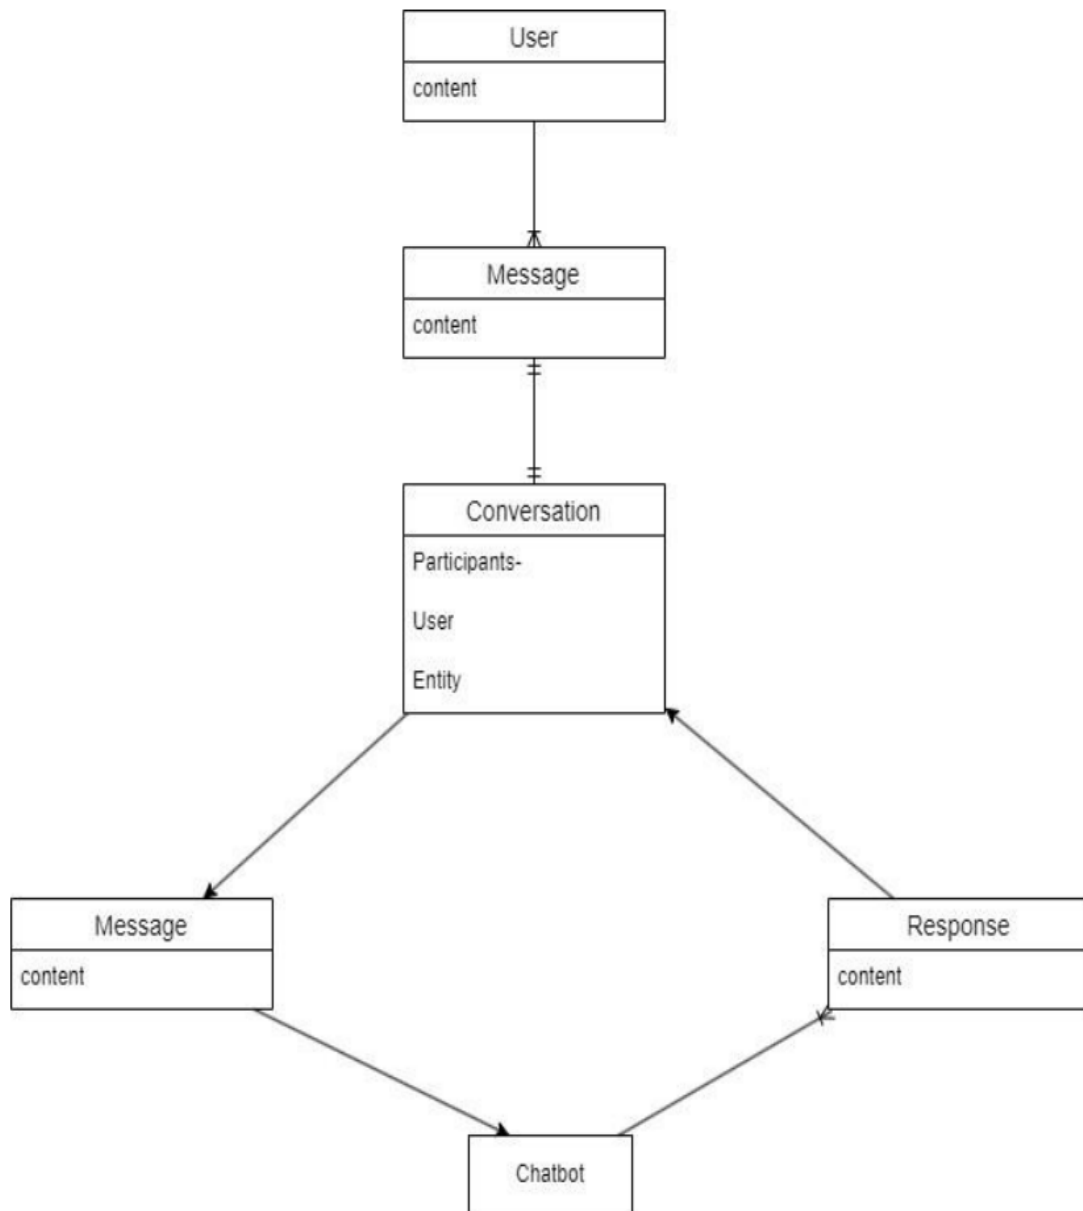 User
content
Message
content
Conversation
Participants-
User
Entity
Message
content
Response
content
Chatbot